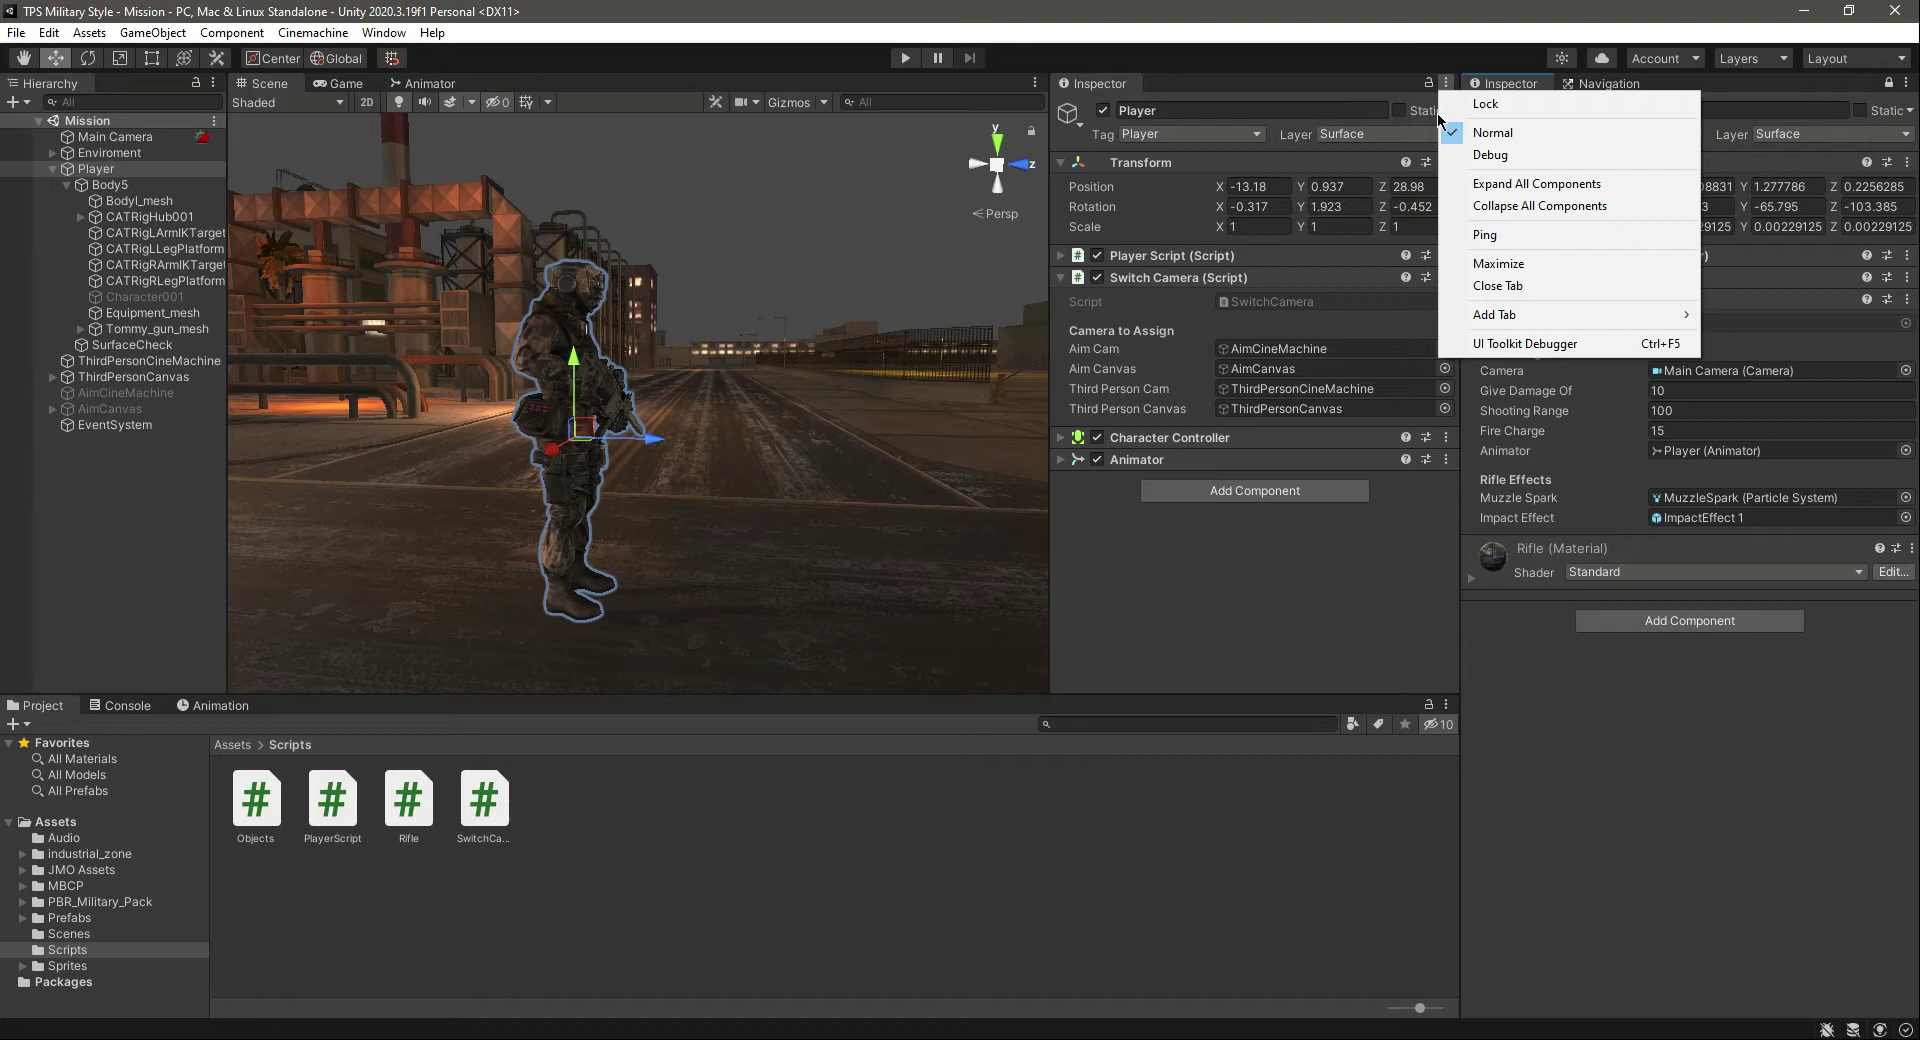 TPS Military Style - Mission - PC, Mac & Linux Standalone - Unity 2020.3.19f1 Personal <DX11>
File Edit Assets GameObject Component Cinemachine Window Help
Center Global Account Layers Layout
Hierarchy
All
Mission
Main Camera
Enviroment
Player
Body5
Bodyl_mesh
CATRigHub001
CATRigLArmIKTarget
CATRigLLegPlatform
CATRigRArmIKTarget
CATRigRLegPlatform
Character001
Equipment_mesh
Tommy_gun_mesh
SurfaceCheck
ThirdPersonCineMachine
ThirdPersonCanvas
AimCineMachine
AimCanvas
EventSystem
Scene Game Animator
Shaded 2D 0 Gizmos All
y
z
Persp
Inspector
Player
Tag Player Layer Surface
Transform
Position X -13.18 Y 0.937 Z 28.98
Rotation X -0.317 Y 1.923 Z -0.452
Scale X 1 Y 1 Z 1
Player Script (Script)
Switch Camera (Script)
Script SwitchCamera
Camera to Assign
Aim Cam AimCineMachine
Aim Canvas AimCanvas
Third Person Cam ThirdPersonCineMachine
Third Person Canvas ThirdPersonCanvas
Character Controller
Animator
Add Component
Lock
Normal
Debug
Expand All Components
Collapse All Components
Ping
Maximize
Close Tab
Add Tab
UI Toolkit Debugger Ctrl+F5
Inspector Navigation
Static
Layer Surface
08831 Y 1.277786 Z 0.2256285
3 Y -65.795 Z -103.385
29125 Y 0.00229125 Z 0.00229125
Camera Main Camera (Camera)
Give Damage Of 10
Shooting Range 100
Fire Charge 15
Animator Player (Animator)
Rifle Effects
Muzzle Spark MuzzleSpark (Particle System)
Impact Effect ImpactEffect 1
Rifle (Material)
Shader Standard Edit...
Add Component
Project Console Animation
10
Favorites
All Materials
All Models
All Prefabs
Assets
Audio
industrial_zone
JMO Assets
MBCP
PBR_Military_Pack
Prefabs
Scenes
Scripts
Sprites
Packages
Assets > Scripts
Objects PlayerScript Rifle SwitchCa...